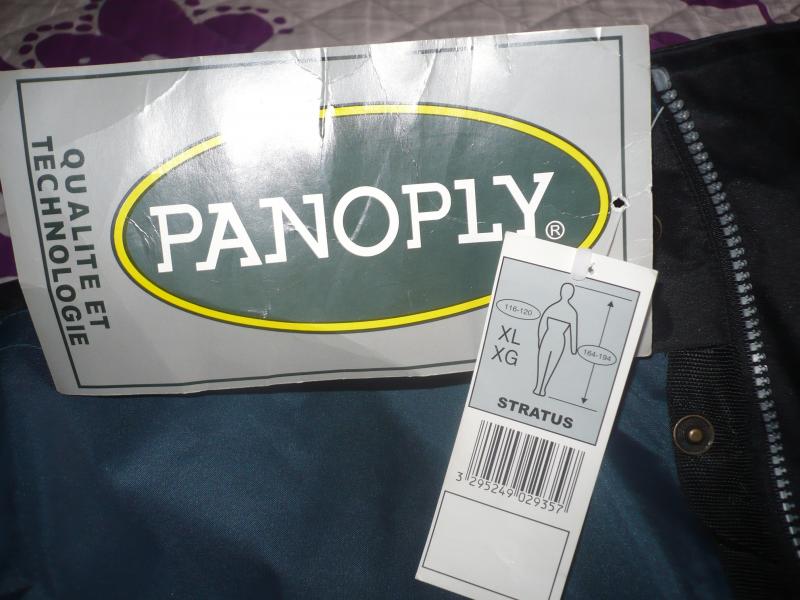 QUALITE ET
TECHNOLOGIE
PANOPLY®
116-120
XL
XG
164-194
STRATUS
3 295249 029357